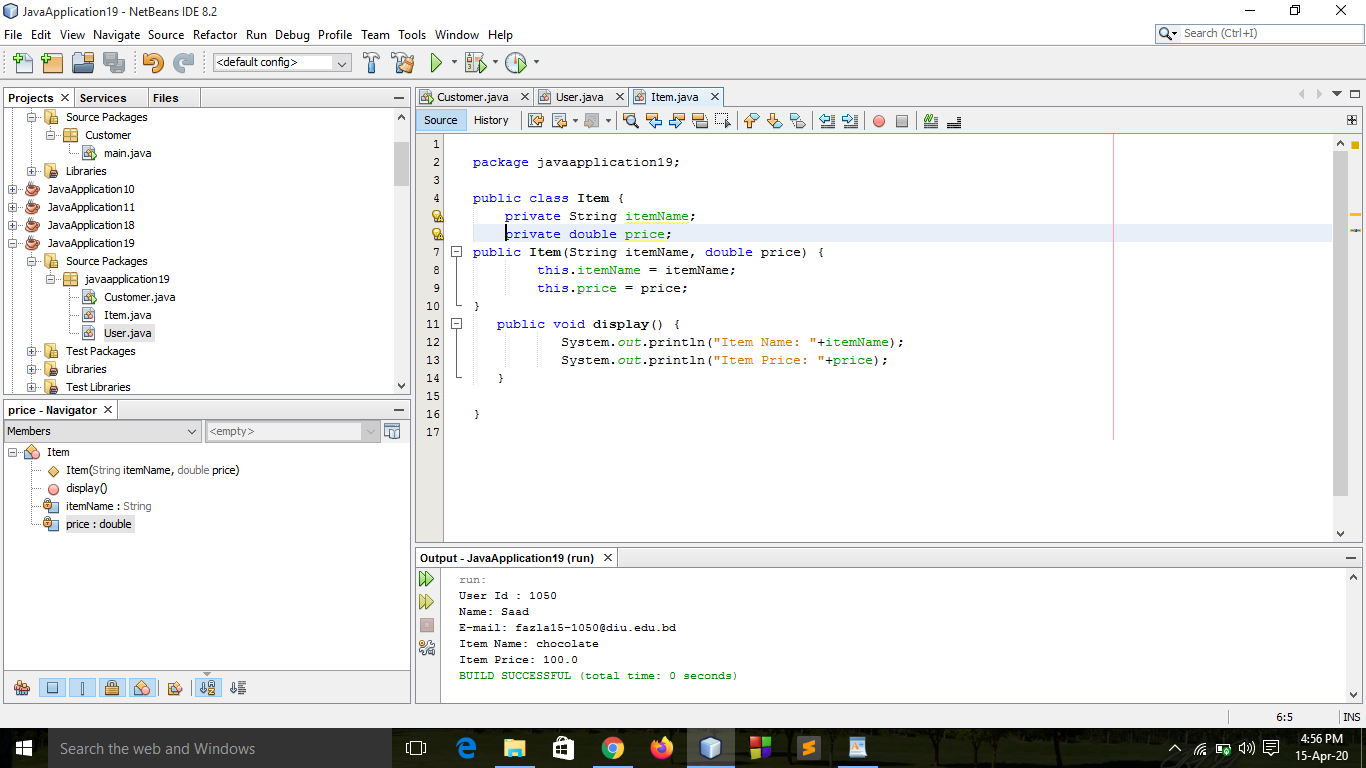 JavaApplication19 - NetBeans IDE 8.2
File Edit View Navigate Source Refactor Run Debug Profile Team Tools Window Help
Search (Ctrl+I)
<default config>
Projects Services Files
Source Packages
Customer
main.java
Libraries
JavaApplication10
JavaApplication11
JavaApplication18
JavaApplication19
Source Packages
javaapplication19
Customer.java
Item.java
User.java
Test Packages
Libraries
Test Libraries
price - Navigator
Members <empty>
Item
Item(String itemName, double price)
display()
itemName : String
price : double
Customer.java User.java Item.java
Source History
1
2 package javaapplication19;
3
4 public class Item {
private String itemName;
private double price;
7 public Item(String itemName, double price) {
8 this.itemName = itemName;
9 this.price = price;
10 }
11 public void display() {
12 System.out.println("Item Name: "+itemName);
13 System.out.println("Item Price: "+price);
14 }
15
16 }
17
Output - JavaApplication19 (run)
run:
User Id : 1050
Name: Saad
E-mail: fazla15-1050@diu.edu.bd
Item Name: chocolate
Item Price: 100.0
BUILD SUCCESSFUL (total time: 0 seconds)
6:5 INS
Search the web and Windows
4:56 PM
15-Apr-20